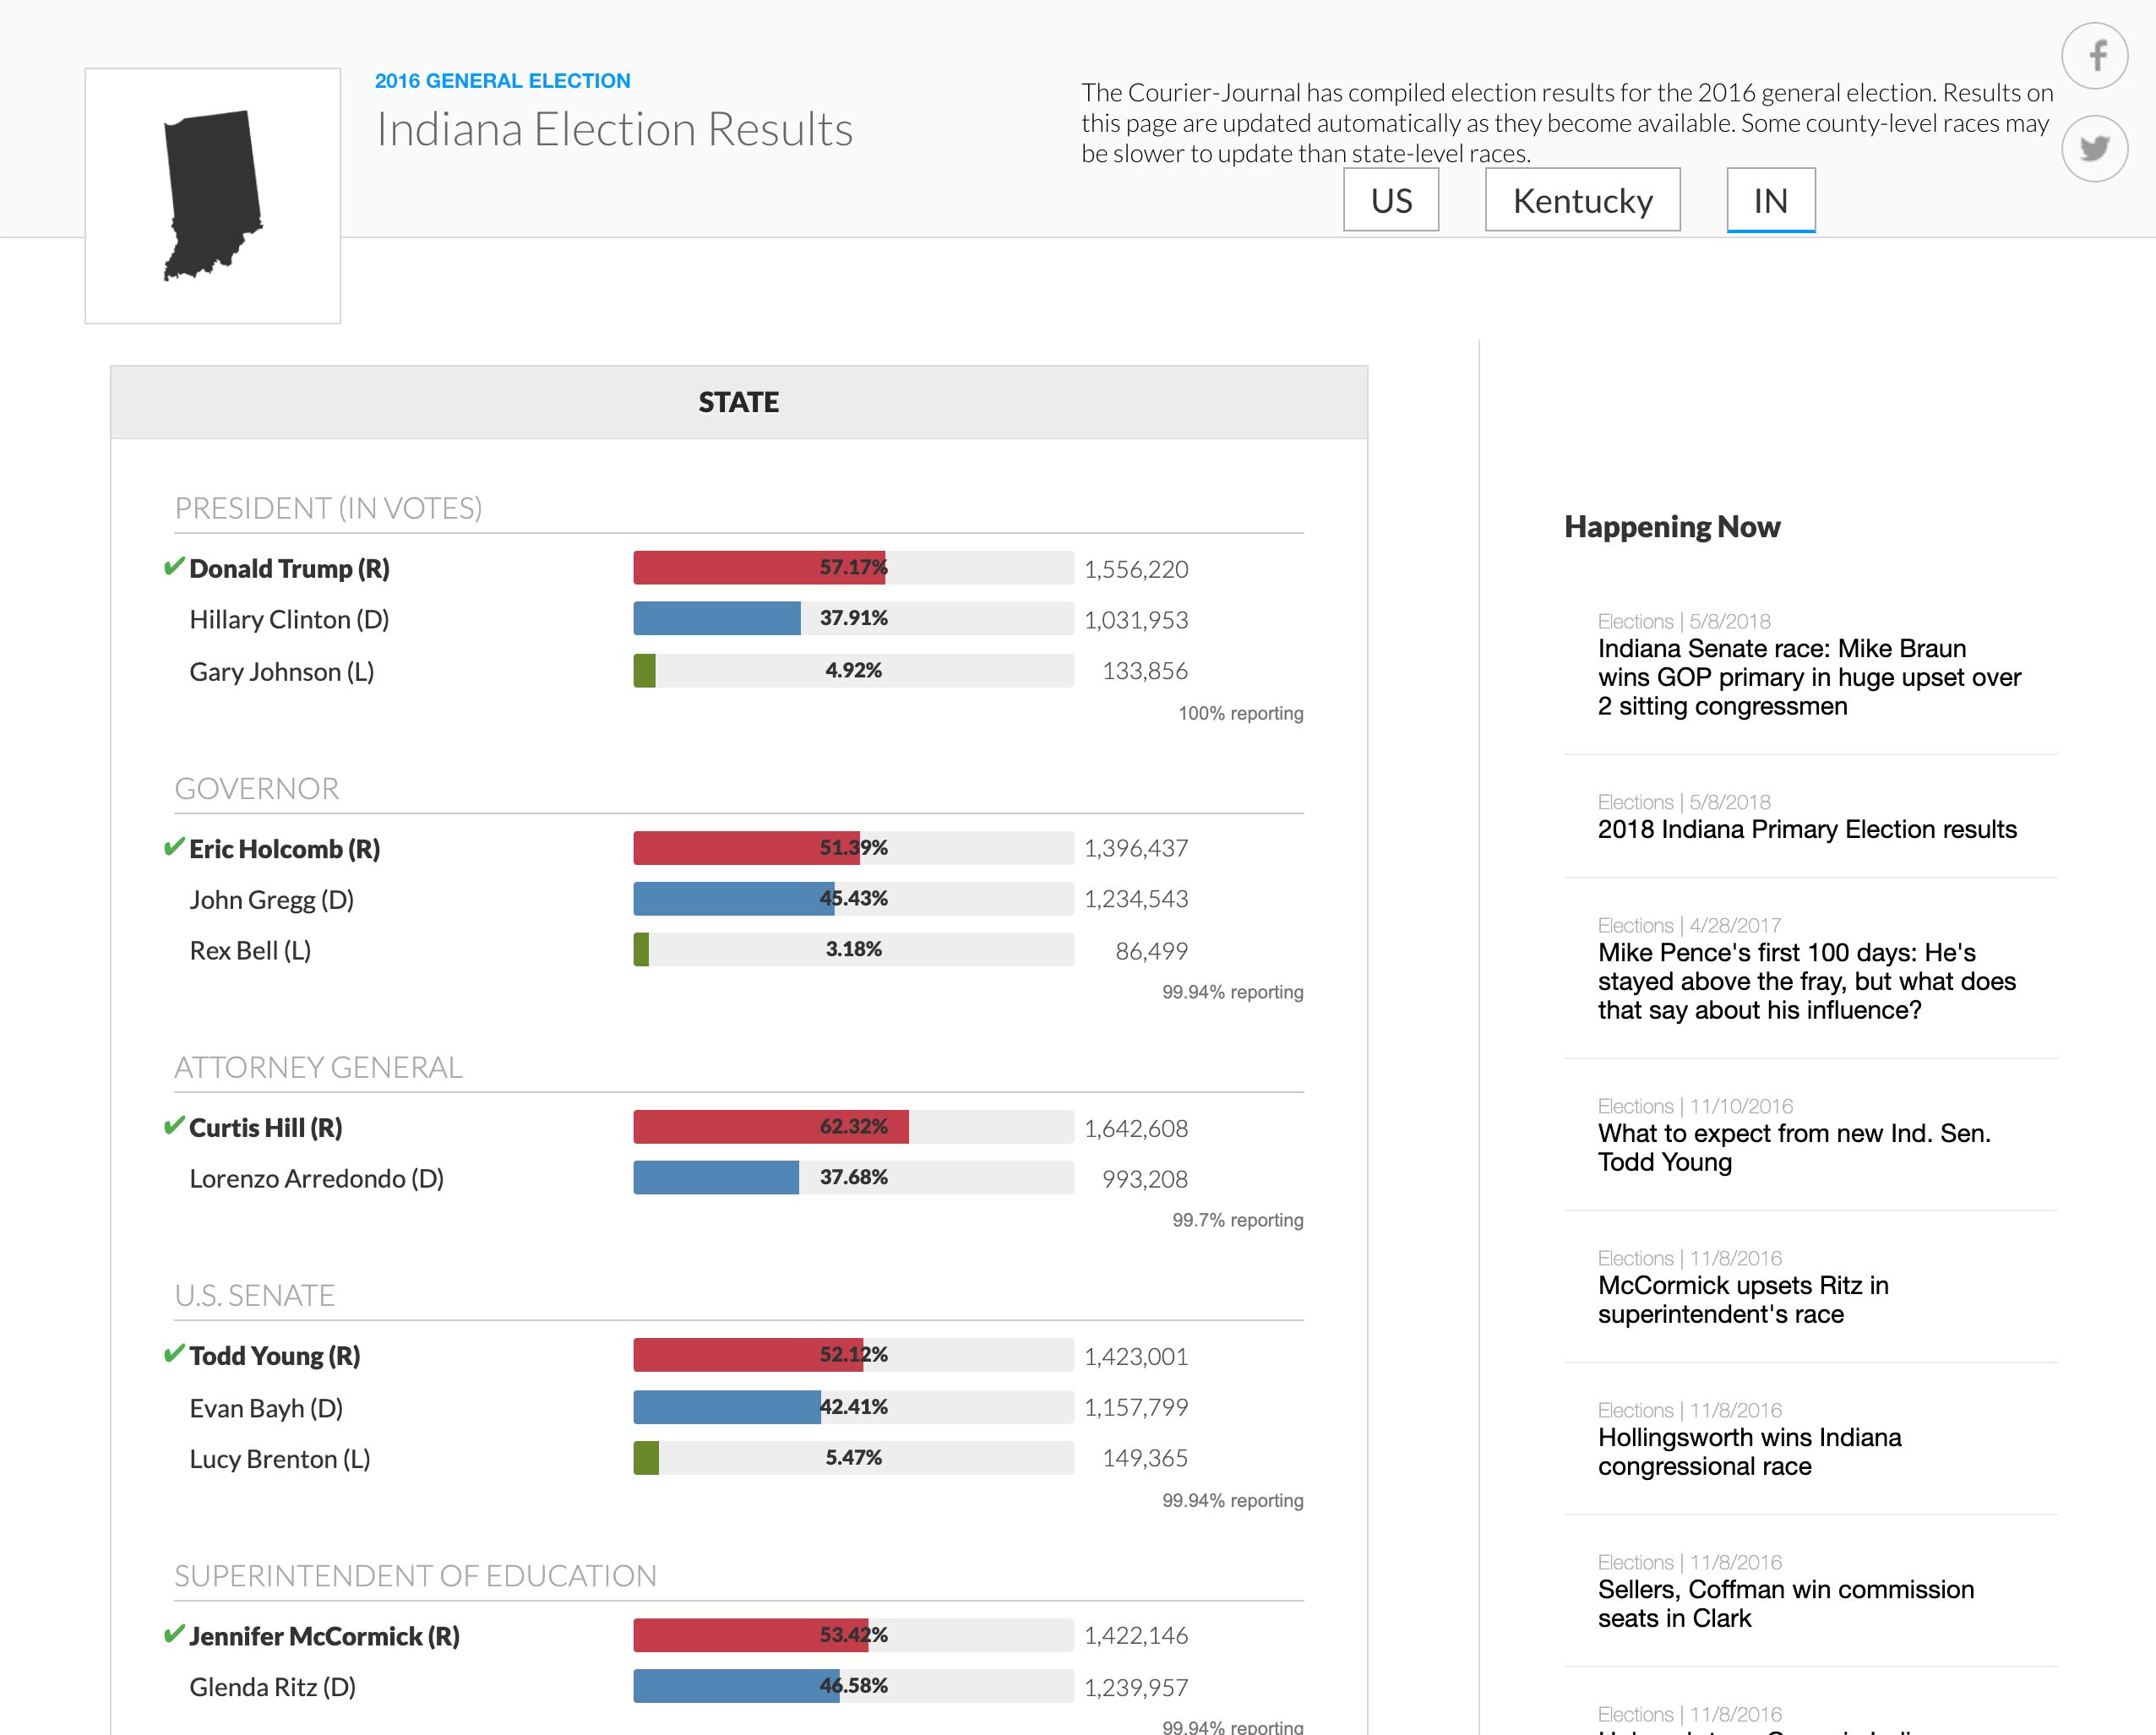 2016 GENERAL ELECTION
Indiana Election Results
The Courier-Journal has compiled election results for the 2016 general election. Results on
this page are updated automatically as they become available. Some county-level races may
be slower to update than state-level races.
US Kentucky IN
STATE
PRESIDENT (IN VOTES)
Donald Trump (R) 57.17% 1,556,220
Hillary Clinton (D) 37.91% 1,031,953
Gary Johnson (L) 4.92% 133,856
100% reporting
GOVERNOR
Eric Holcomb (R) 51.39% 1,396,437
John Gregg (D) 45.43% 1,234,543
Rex Bell (L) 3.18% 86,499
99.94% reporting
ATTORNEY GENERAL
Curtis Hill (R) 62.32% 1,642,608
Lorenzo Arredondo (D) 37.68% 993,208
99.7% reporting
U.S. SENATE
Todd Young (R) 52.12% 1,423,001
Evan Bayh (D) 42.41% 1,157,799
Lucy Brenton (L) 5.47% 149,365
99.94% reporting
SUPERINTENDENT OF EDUCATION
Jennifer McCormick (R) 53.42% 1,422,146
Glenda Ritz (D) 46.58% 1,239,957
99.94% reporting
Happening Now
Elections | 5/8/2018
Indiana Senate race: Mike Braun
wins GOP primary in huge upset over
2 sitting congressmen
Elections | 5/8/2018
2018 Indiana Primary Election results
Elections | 4/28/2017
Mike Pence's first 100 days: He's
stayed above the fray, but what does
that say about his influence?
Elections | 11/10/2016
What to expect from new Ind. Sen.
Todd Young
Elections | 11/8/2016
McCormick upsets Ritz in
superintendent's race
Elections | 11/8/2016
Hollingsworth wins Indiana
congressional race
Elections | 11/8/2016
Sellers, Coffman win commission
seats in Clark
Elections | 11/8/2016